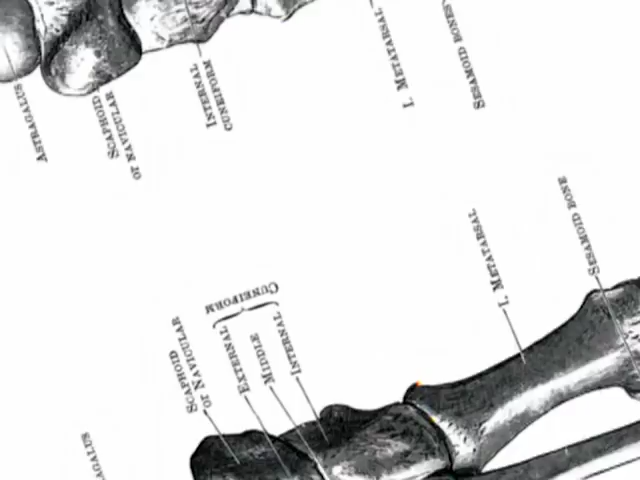 ASTRAGALUS
SCAPHOID
or NAVICULAR
INTERNAL
CUNEIFORM
I. METATARSAL
SESAMOID BONES
SCAPHOID
or NAVICULAR
CUNEIFORM
EXTERNAL
MIDDLE
INTERNAL
I. METATARSAL
SESAMOID BONE
AGALUS